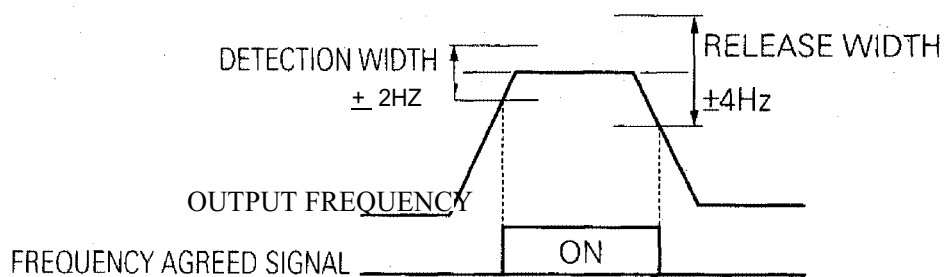 DETECTION WIDTH
± 2HZ
RELEASE WIDTH
±4Hz
OUTPUT FREQUENCY
FREQUENCY AGREED SIGNAL
ON